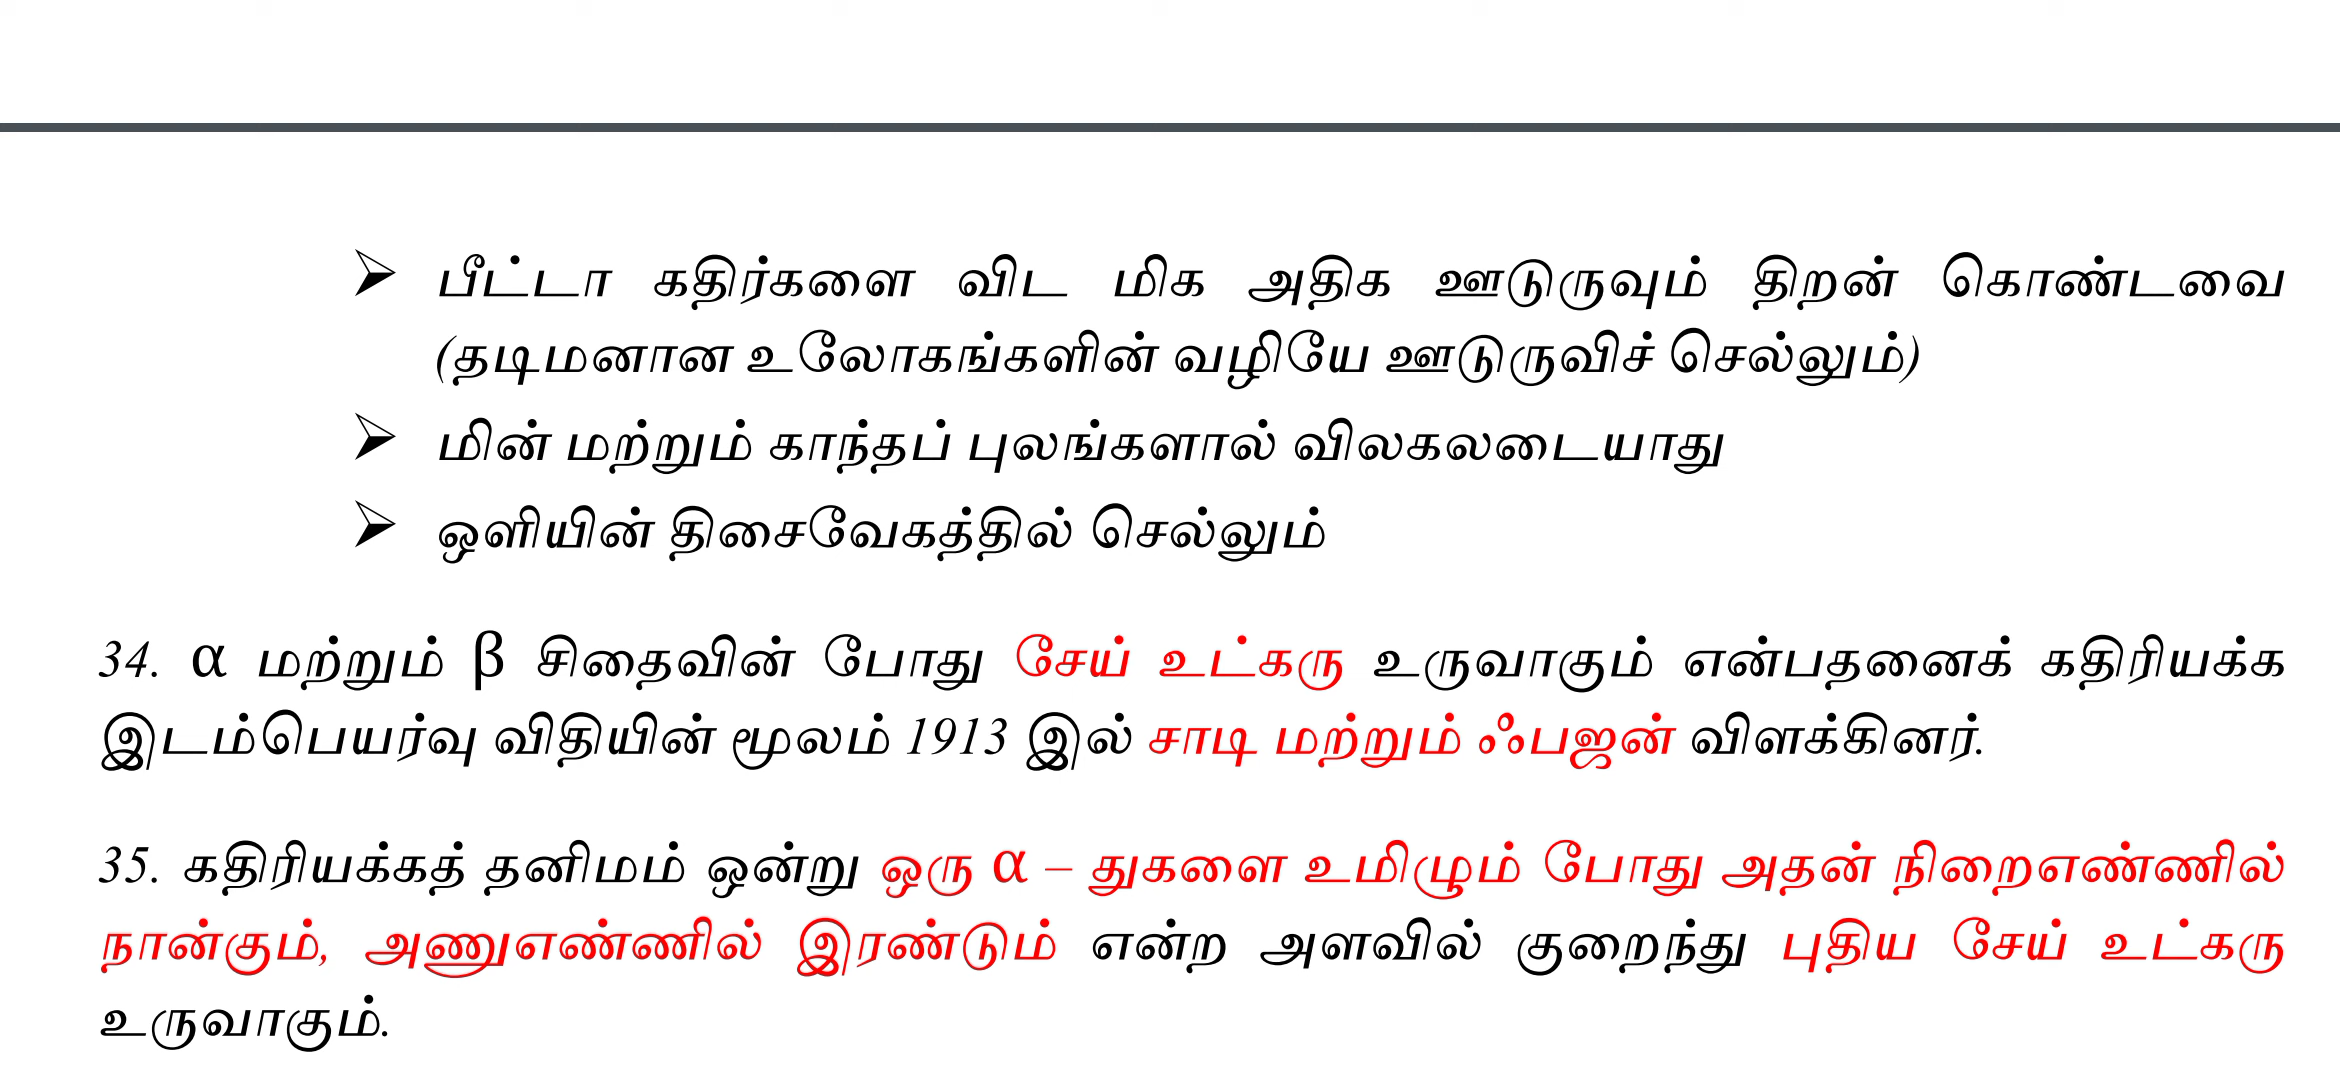 ➢ பீட்டா கதிர்களை விட மிக அதிக ஊடுருவும் திறன் கொண்டவை
(தடிமனான உலோகங்களின் வழியே ஊடுருவிச் செல்லும்)
➢ மின் மற்றும் காந்தப் புலங்களால் விலகலடையாது
➢ ஒளியின் திசைவேகத்தில் செல்லும்
34. α மற்றும் β சிதைவின் போது சேய் உட்கரு உருவாகும் என்பதனைக் கதிரியக்க
இடம்பெயர்வு விதியின் மூலம் 1913 இல் சாடி மற்றும் ஃபஜன் விளக்கினர்.
35. கதிரியக்கத் தனிமம் ஒன்று ஒரு α – துகளை உமிழும் போது அதன் நிறைஎண்ணில்
நான்கும், அணுஎண்ணில் இரண்டும் என்ற அளவில் குறைந்து புதிய சேய் உட்கரு
உருவாகும்.